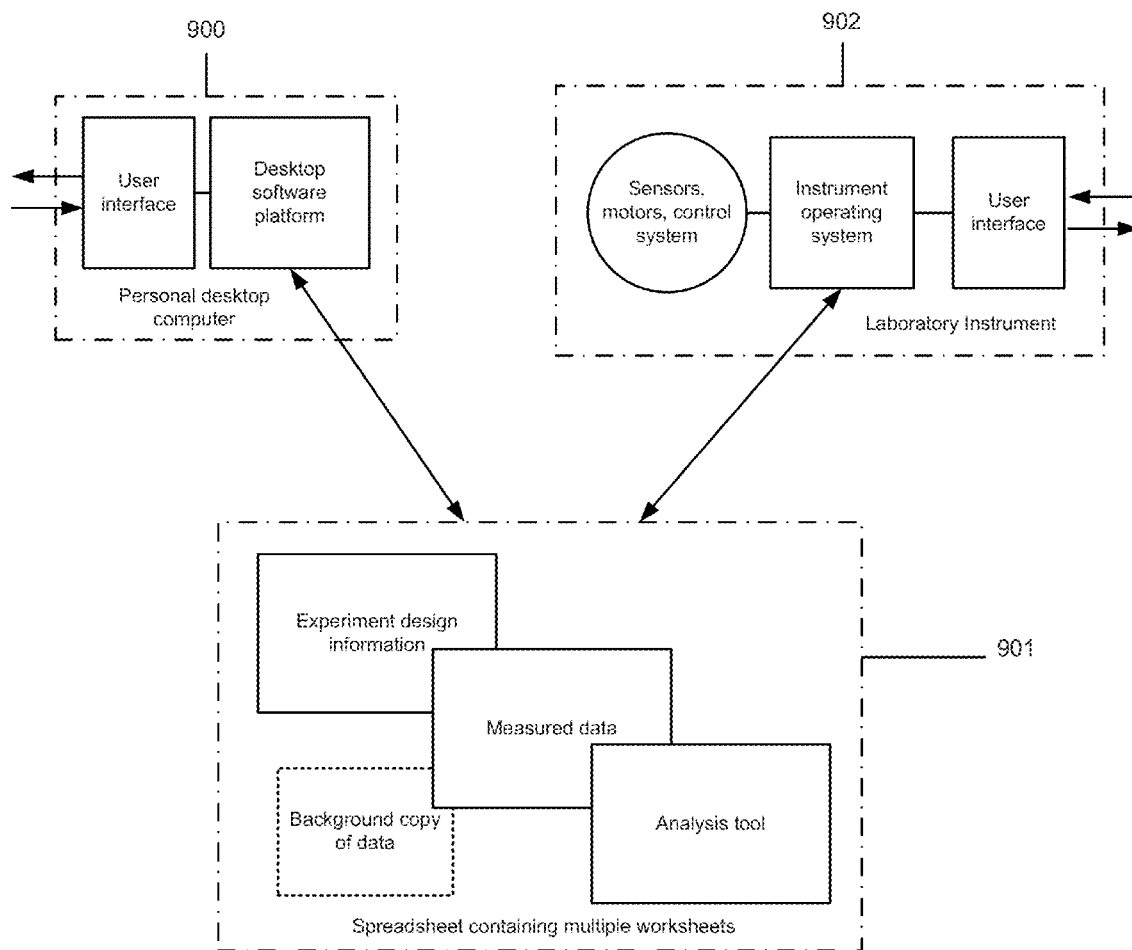 900
902
User
interface
Desktop
software
platform
Personal desktop
computer
Sensors,
motors, control
system
Instrument
operating
system
User
interface
Laboratory Instrument
Experiment design
information
901
Measured data
Background copy
of data
Analysis tool
Spreadsheet containing multiple worksheets